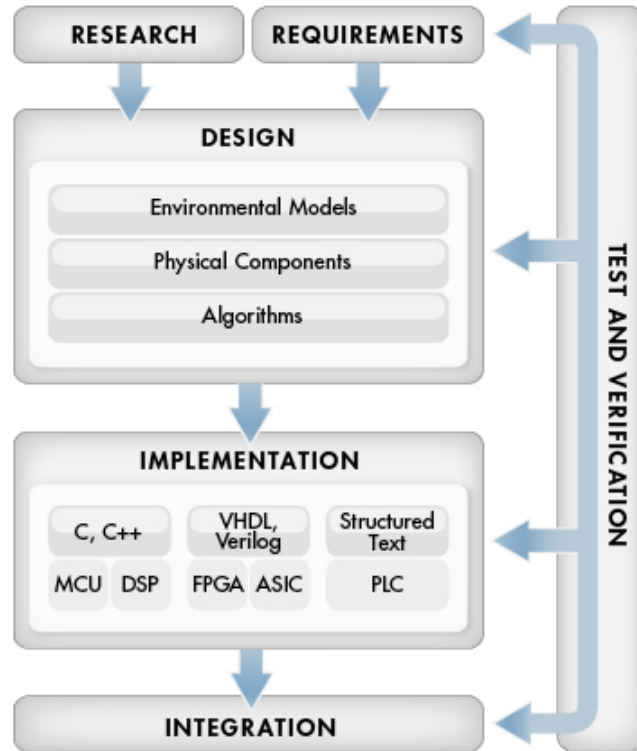 RESEARCH
REQUIREMENTS
DESIGN
Environmental Models
Physical Components
Algorithms
IMPLEMENTATION
C, C++
VHDL,
Verilog
Structured
Text
MCU
DSP
FPGA
ASIC
PLC
INTEGRATION
TEST AND VERIFICATION